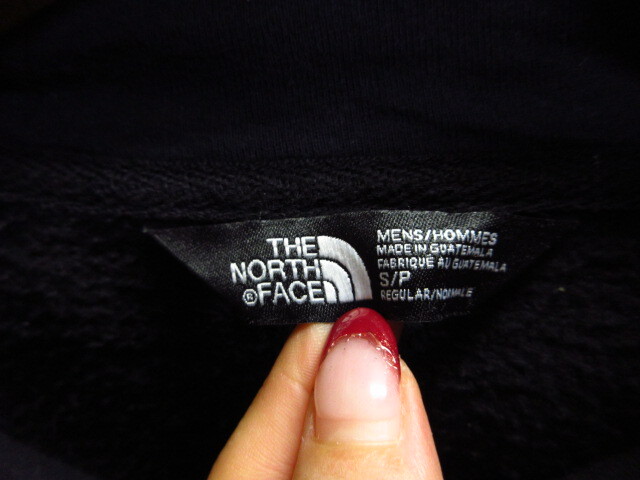 THE
NORTH
®FACE
MENS/HOMMES
MADE IN GUATEMALA
FABRIQUÉ AU GUATEMALA
S/P
REGULAR/NORMALE